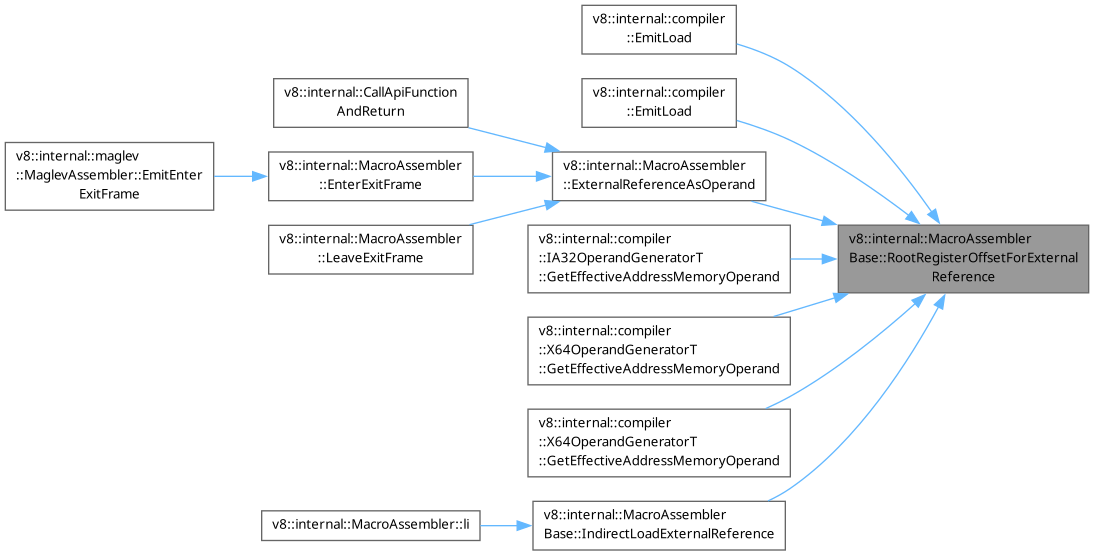 v8::internal::compiler
::EmitLoad
v8::internal::compiler
::EmitLoad
v8::internal::CallApiFunction
AndReturn
v8::internal::maglev
::MaglevAssembler::EmitEnter
ExitFrame
v8::internal::MacroAssembler
::EnterExitFrame
v8::internal::MacroAssembler
::ExternalReferenceAsOperand
v8::internal::MacroAssembler
::LeaveExitFrame
v8::internal::compiler
::IA32OperandGeneratorT
::GetEffectiveAddressMemoryOperand
v8::internal::MacroAssembler
Base::RootRegisterOffsetForExternal
Reference
v8::internal::compiler
::X64OperandGeneratorT
::GetEffectiveAddressMemoryOperand
v8::internal::compiler
::X64OperandGeneratorT
::GetEffectiveAddressMemoryOperand
v8::internal::MacroAssembler::li
v8::internal::MacroAssembler
Base::IndirectLoadExternalReference